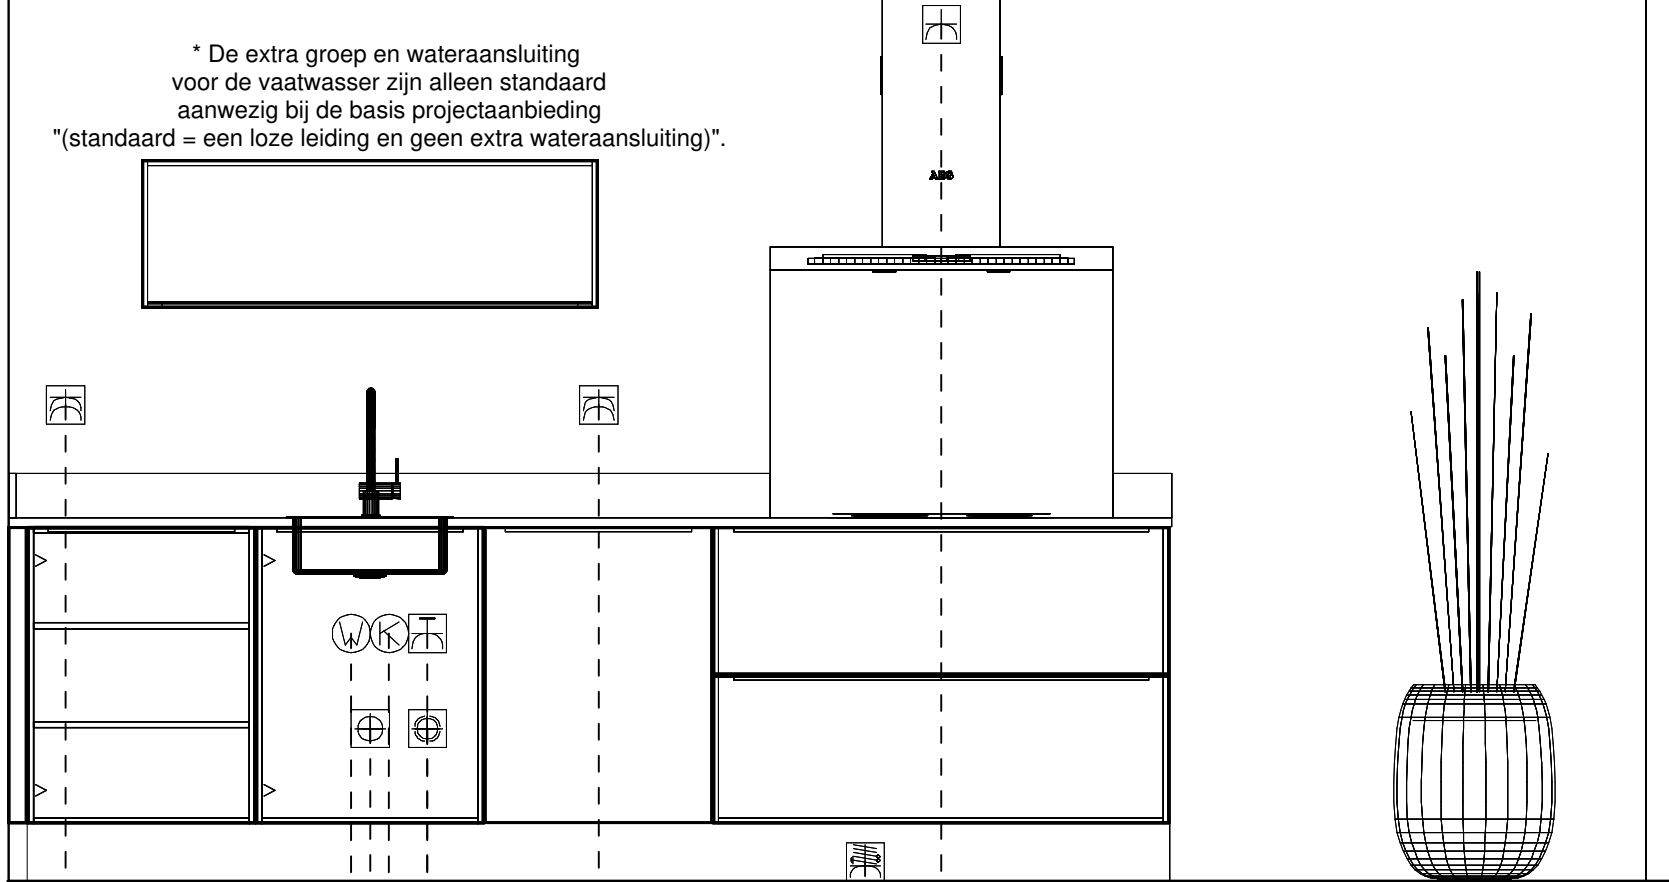 * De extra groep en wateraansluiting
voor de vaatwasser zijn alleen standaard
aanwezig bij de basis projectaanbieding
"(standaard = een loze leiding en geen extra wateraansluiting)".
AEG
W K